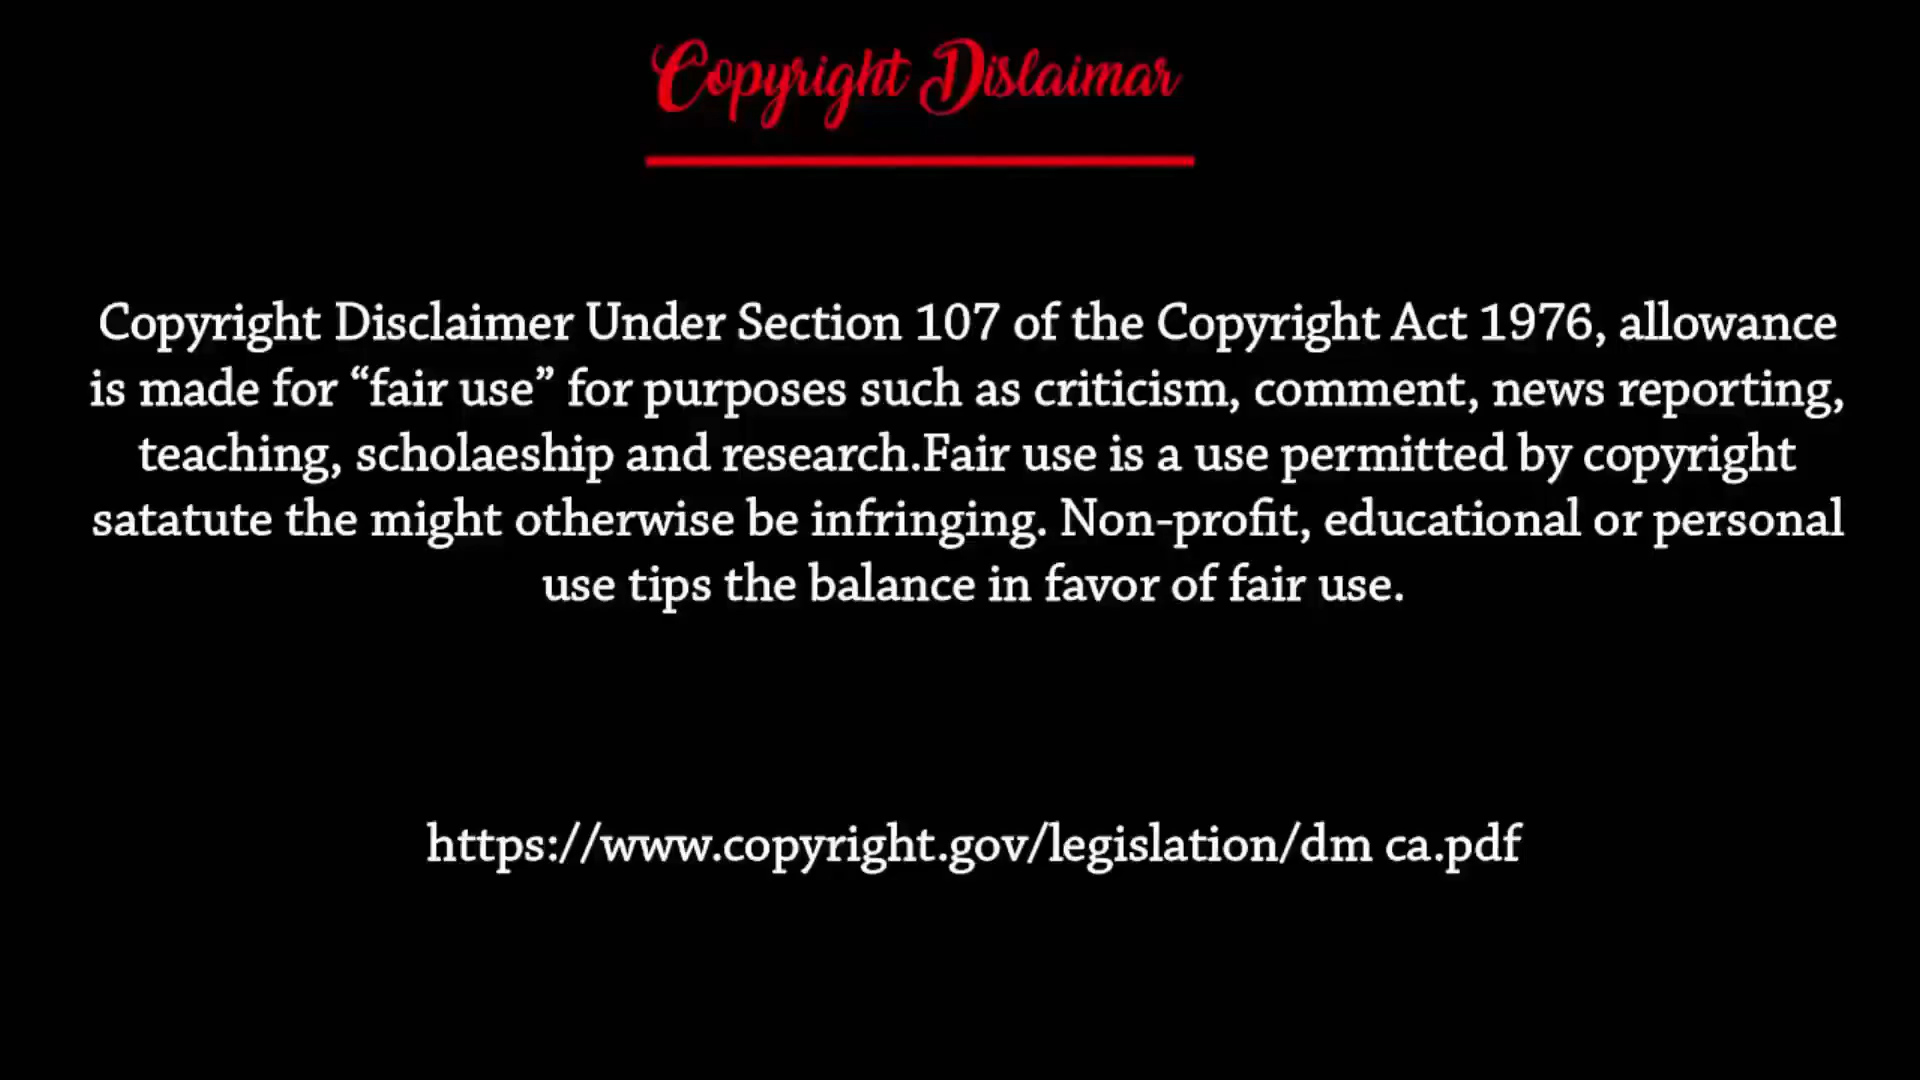 Copyright Dislaimar
Copyright Disclaimer Under Section 107 of the Copyright Act 1976, allowance
is made for “fair use” for purposes such as criticism, comment, news reporting,
teaching, scholaeship and research.Fair use is a use permitted by copyright
satatute the might otherwise be infringing. Non-profit, educational or personal
use tips the balance in favor of fair use.
https://www.copyright.gov/legislation/dm ca.pdf